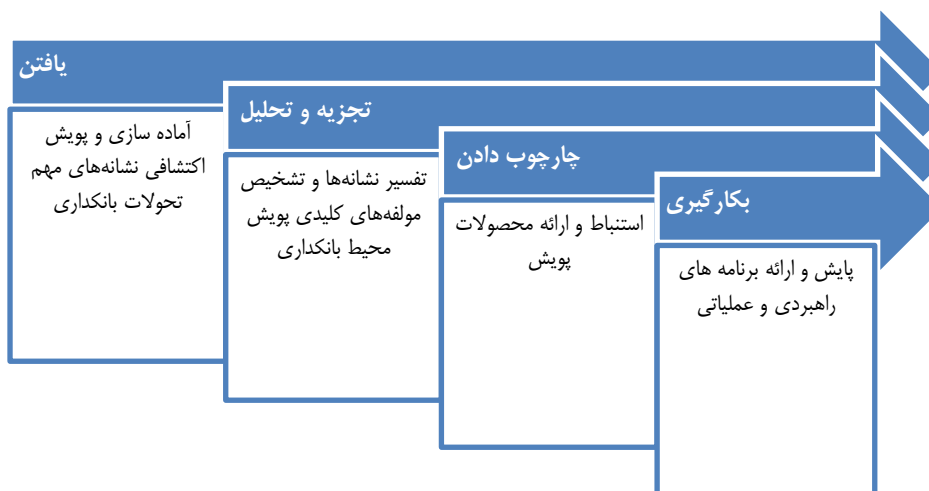 یافتن
آماده سازی و پویش
اکتشافی نشانه‌های مهم
تحولات بانکداری
تجزیه و تحلیل
تفسیر نشانه‌ها و تشخیص
مولفه‌های کلیدی پویش
محیط بانکداری
چارچوب دادن
استنباط و ارائه محصولات
پویش
بکارگیری
پایش و ارائه برنامه های
راهبردی و عملیاتی